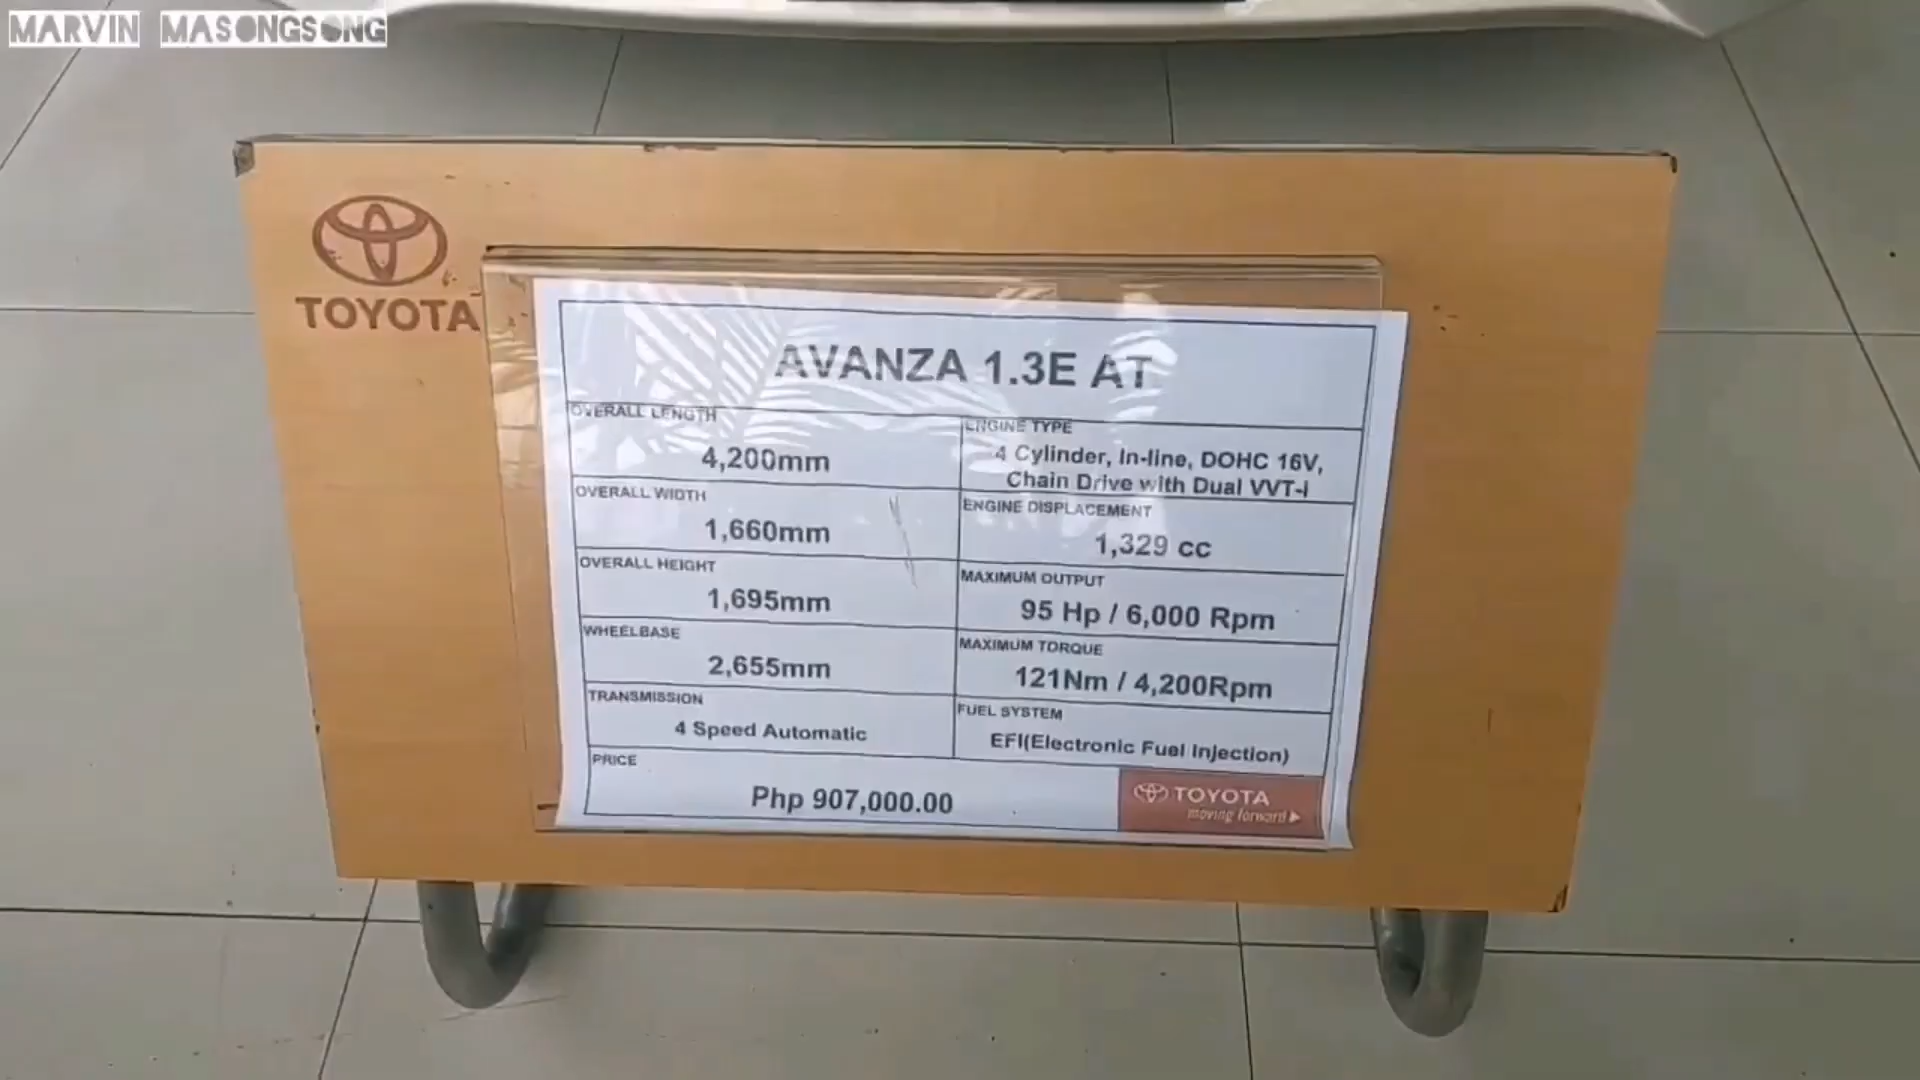 MARVIN MASONGSONG
TOYOTA
AVANZA 1.3E AT
OVERALL LENGTH
4,200mm
ENGINE TYPE
4 Cylinder, In-line, DOHC 16V,
Chain Drive with Dual VVT-i
OVERALL WIDTH
1,660mm
ENGINE DISPLACEMENT
1,329 cc
OVERALL HEIGHT
1,695mm
MAXIMUM OUTPUT
95 Hp / 6,000 Rpm
WHEELBASE
2,655mm
MAXIMUM TORQUE
121Nm / 4,200Rpm
TRANSMISSION
4 Speed Automatic
FUEL SYSTEM
EFI(Electronic Fuel Injection)
PRICE
Php 907,000.00
TOYOTA
moving forward